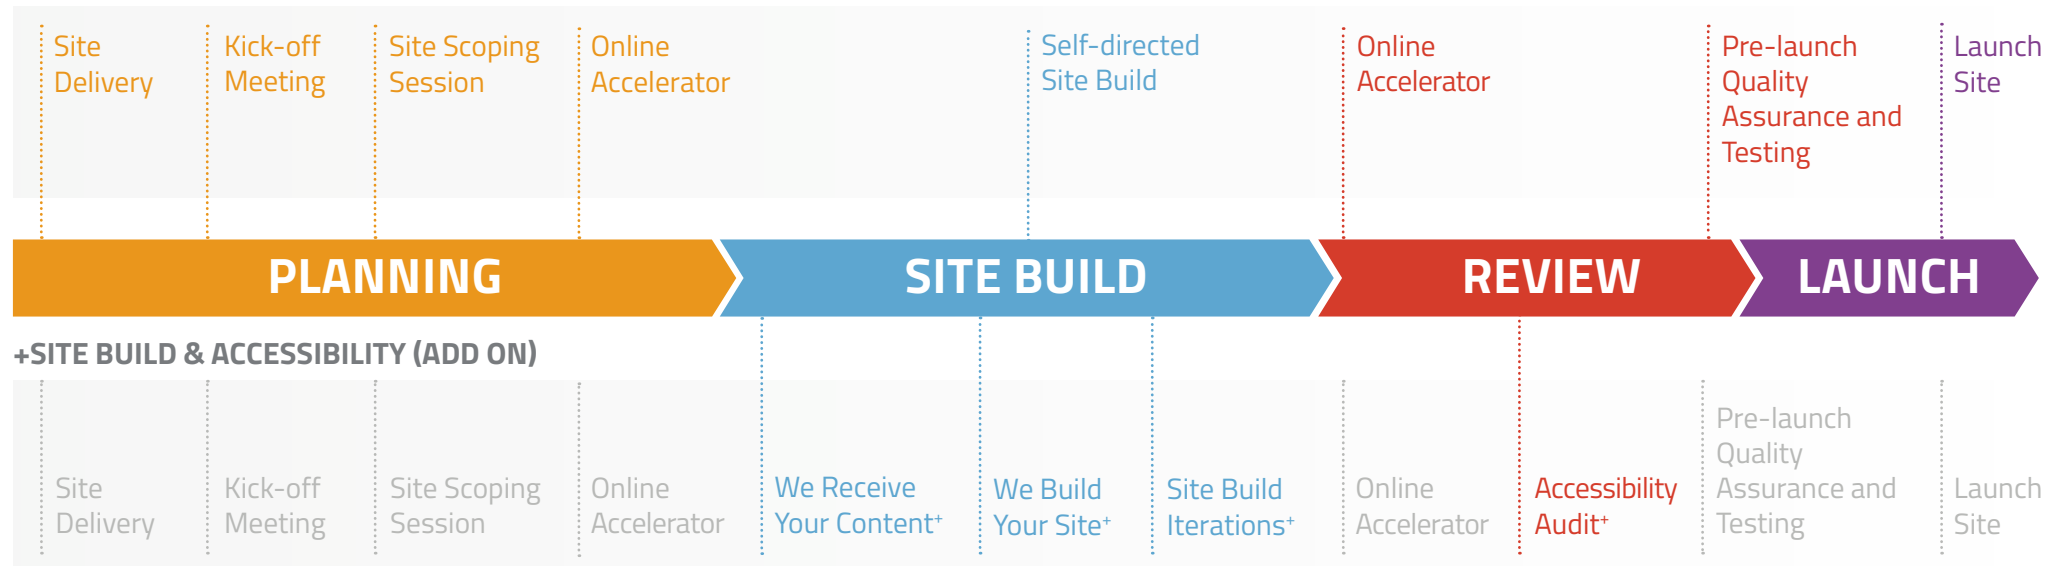 Site
Delivery
Kick-off
Meeting
Site Scoping
Session
Online
Accelerator
Self-directed
Site Build
Online
Accelerator
Pre-launch
Quality
Assurance and
Testing
Launch
Site
PLANNING
SITE BUILD
REVIEW
LAUNCH
+SITE BUILD & ACCESSIBILITY (ADD ON)
Site
Delivery
Kick-off
Meeting
Site Scoping
Session
Online
Accelerator
We Receive
Your Content+
We Build
Your Site+
Site Build
Iterations+
Online
Accelerator
Accessibility
Audit+
Pre-launch
Quality
Assurance and
Testing
Launch
Site